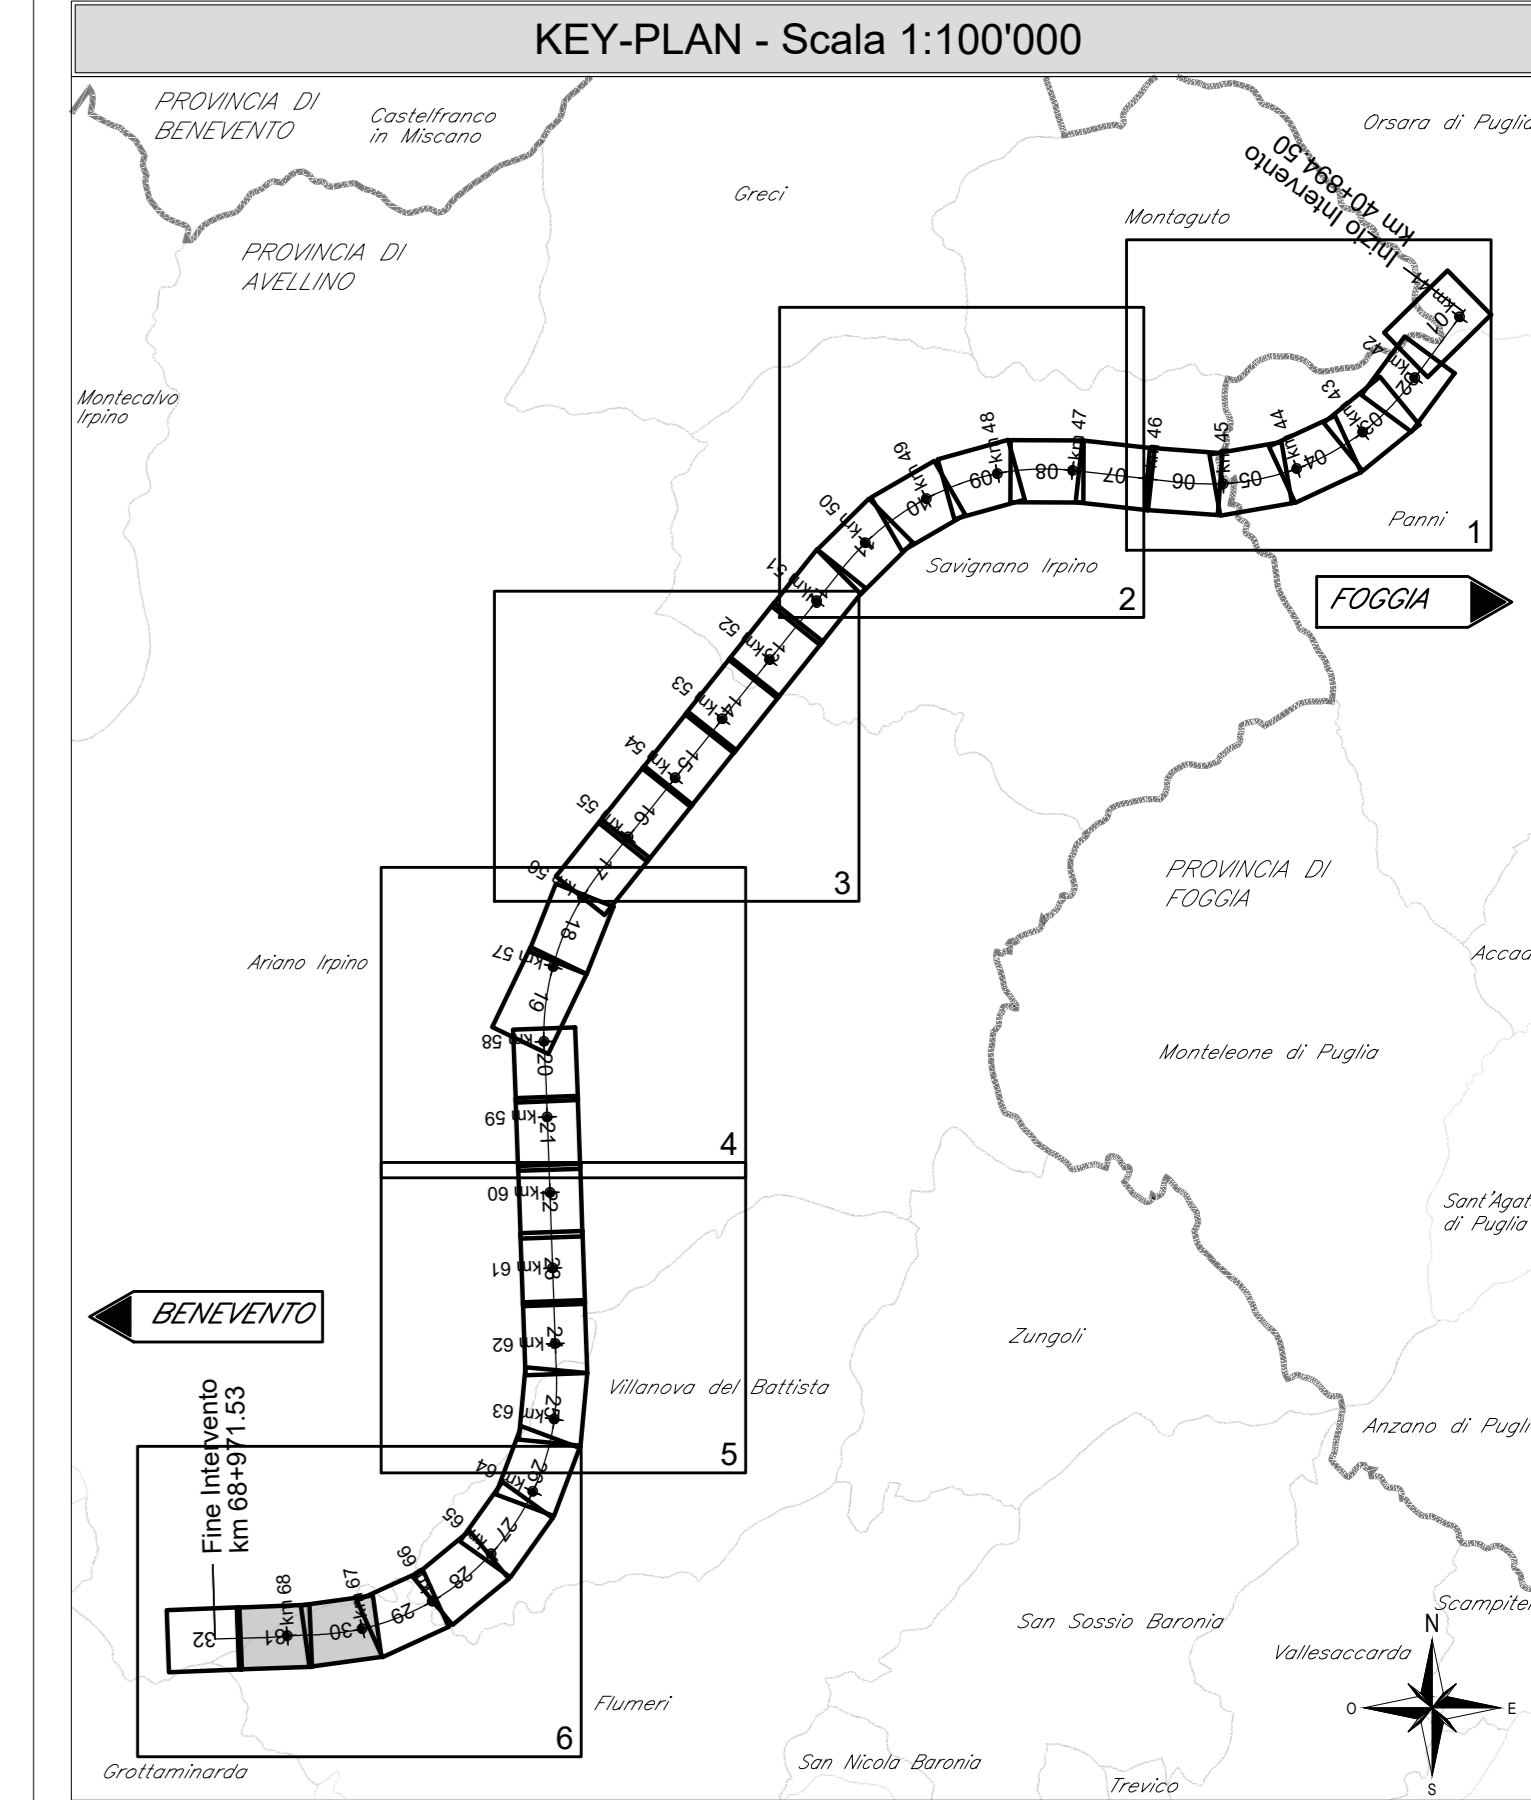 KEY-PLAN - Scala 1:100'000
PROVINCIA DI
BENEVENTO
Castelfranco
in Miscano
Orsara di Puglia
Greci
Montaguto
Inizio Intervento
km 40+894.50
PROVINCIA DI
AVELLINO
Montecalvo
Irpino
km 41
01
km 42
02
km 43
03
km 44
04
km 45
05
km 46
06
07
km 47
08
km 48
09
km 49
10
km 50
11
km 51
12
Panni
1
Savignano Irpino
2
FOGGIA
km 52
13
km 53
14
km 54
15
km 55
16
km 56
17
3
PROVINCIA DI
FOGGIA
18
km 57
Ariano Irpino
Accad
19
km 58
20
Monteleone di Puglia
km 59
21
4
km 60
22
Sant'Agat
di Puglia
km 61
23
BENEVENTO
km 62
24
Zungoli
Villanova del Battista
km 63
25
Anzano di Pugli
5
Fine Intervento
km 68+971.53
km 64
26
km 65
27
km 66
28
29
km 67
30
km 68
31
32
Scampite
San Sossio Baronia
Vallesaccarda
N
O
E
S
Flumeri
6
Grottaminarda
San Nicola Baronia
Trevico